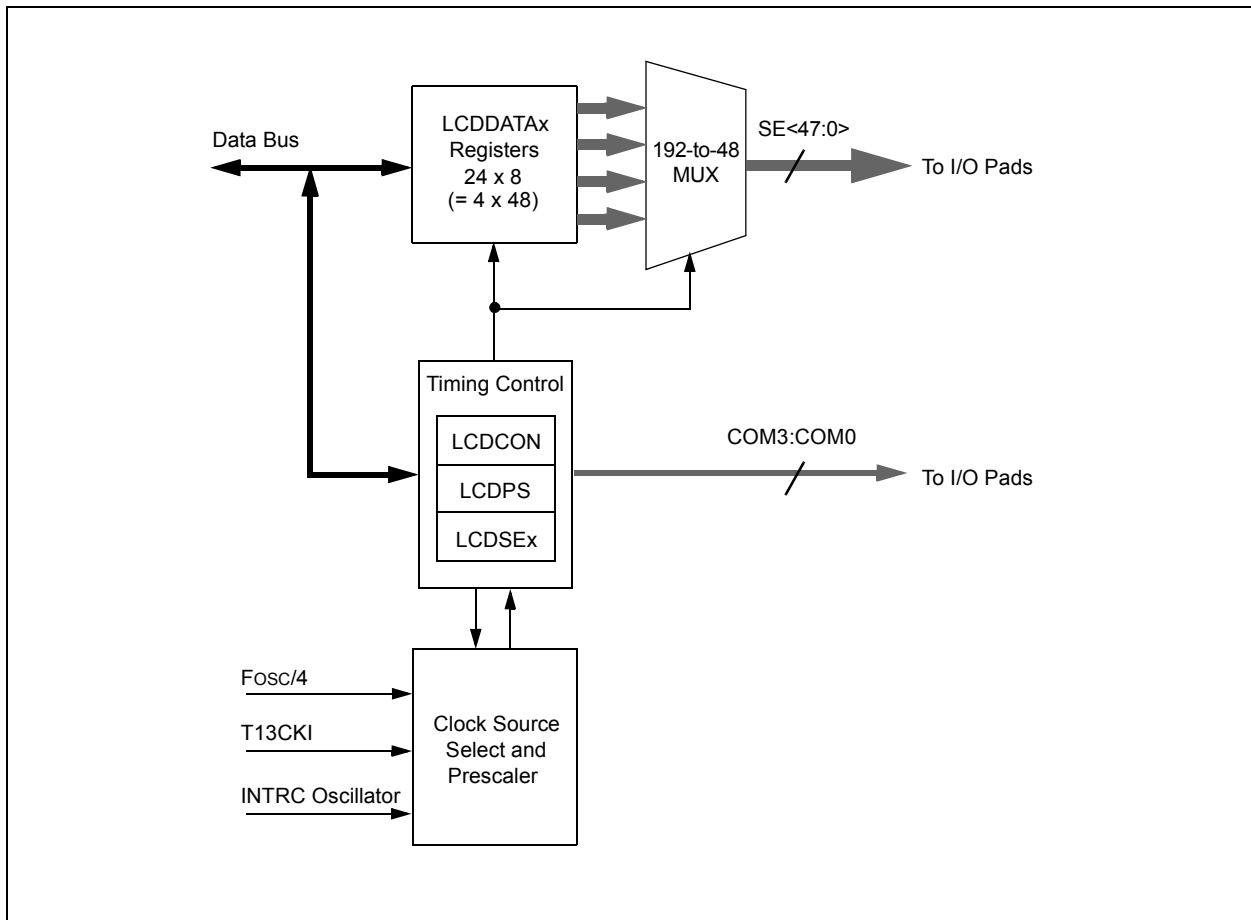 Data Bus
LCDDATAx
Registers
24 x 8
(= 4 x 48)
192-to-48
MUX
SE<47:0>
To I/O Pads
Timing Control
LCDCON
LCDPS
LCDSEx
COM3:COM0
To I/O Pads
FOSC/4
T13CKI
INTRC Oscillator
Clock Source
Select and
Prescaler